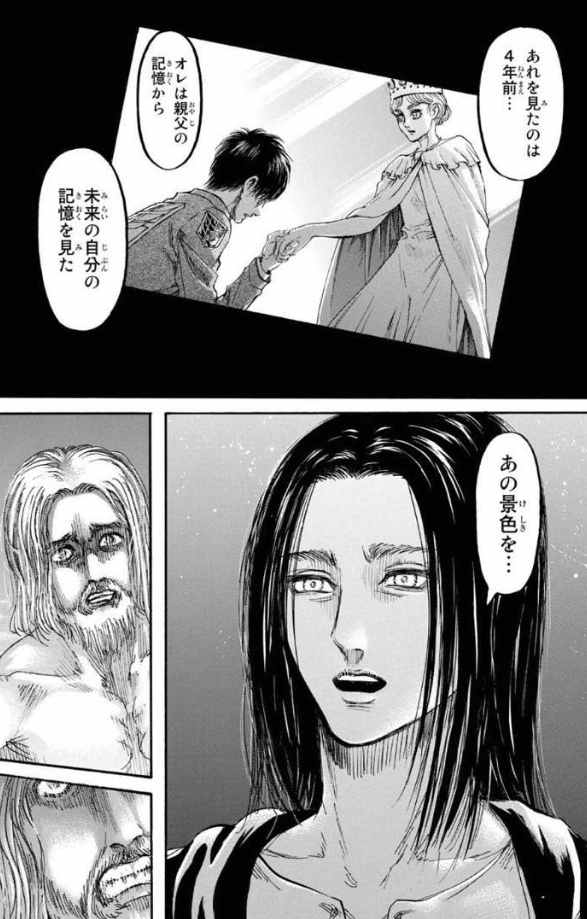 あれを見たのは
4年前…
オレは親父の
記憶から
未来の自分の
記憶を見た
あの景色を…